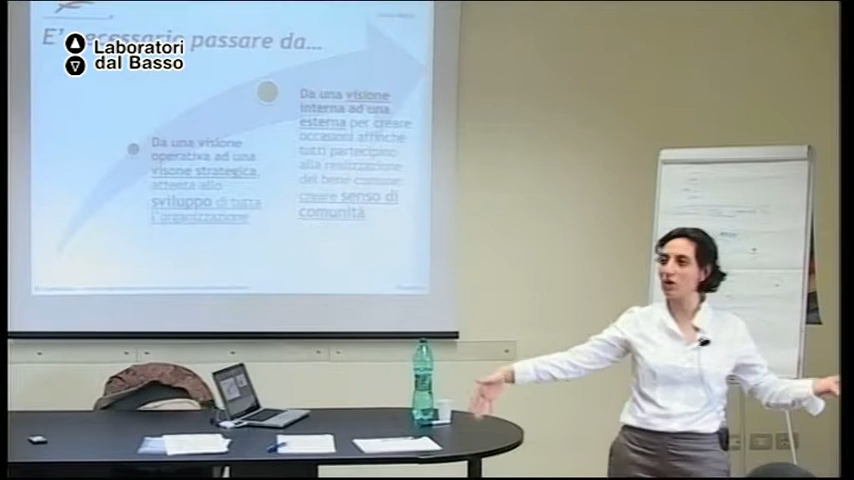 E' necessario passare da...
Laboratori
dal Basso
Da una visione
operativa ad una
visone strategica
attenta allo
sviluppo di tutta
l'organizzazione
Da una visione
interna ad una
esterna per creare
occasioni affinchè
tutti partecipino
alla realizzazione
del bene comune:
creare senso di
comunità